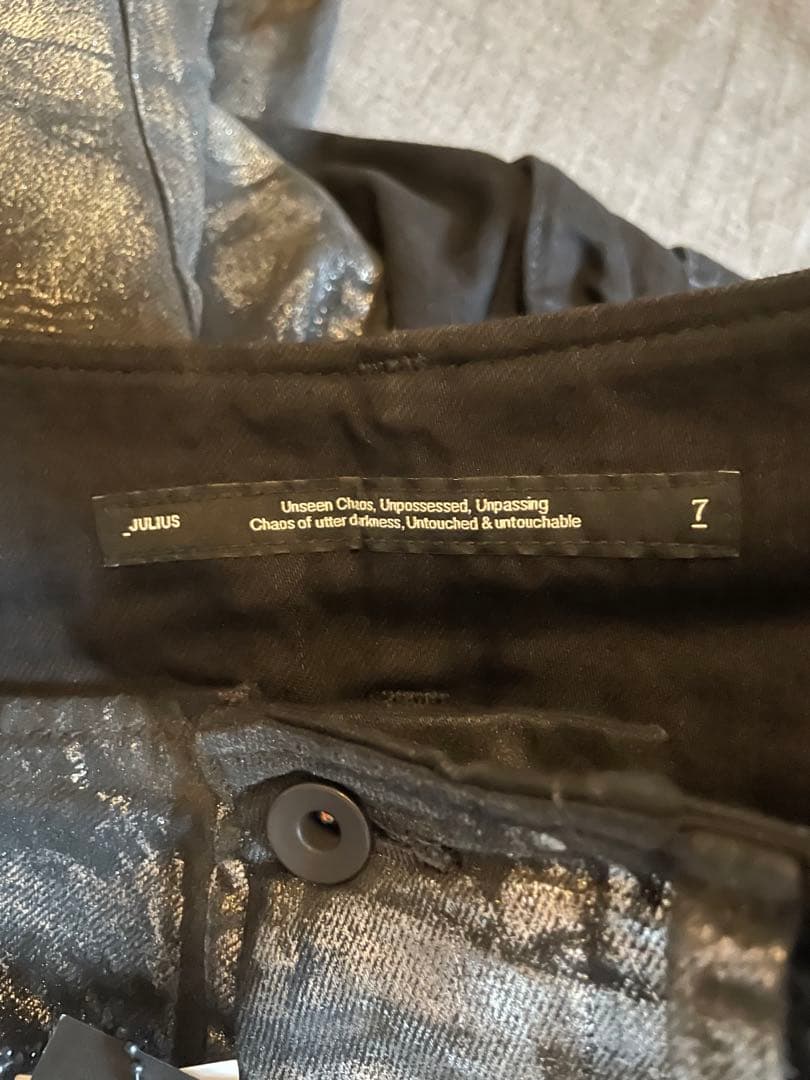 _JULIUS
Unseen Chaos, Unpossessed, Unpassing
Chaos of utter darkness, Untouched & untouchable
7